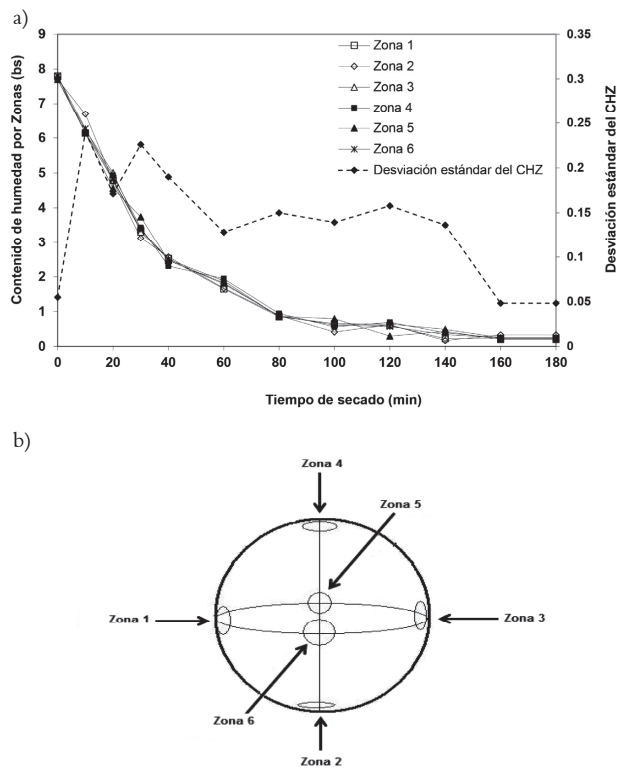 a)
Contenido de humedad por Zonas (bs)
9
8
7
6
5
4
3
2
1
0
0 20 40 60 80 100 120 140 160 180
Tiempo de secado (min)
Zona 1
Zona 2
Zona 3
zona 4
Zona 5
Zona 6
Desviación estándar del CHZ
0.35
0.3
0.25
0.2
0.15
0.1
0.05
0
Desviación estándar del CHZ
b)
Zona 4
Zona 5
Zona 1
Zona 3
Zona 6
Zona 2